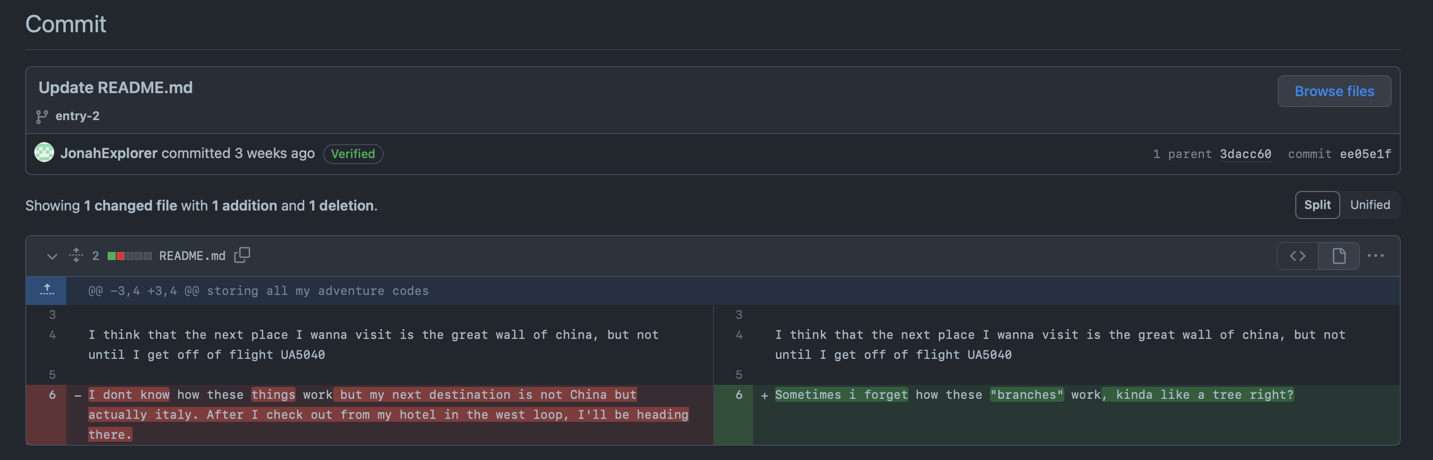 Commit
Update README.md
Browse files
entry-2
JonahExplorer committed 3 weeks ago Verified
1 parent 3dacc60 commit ee05e1f
Showing 1 changed file with 1 addition and 1 deletion.
Split Unified
2 README.md
@@ -3,4 +3,4 @@ storing all my adventure codes
3
4 I think that the next place I wanna visit is the great wall of china, but not
until I get off of flight UA5040
5
6 - I dont know how these things work but my next destination is not China but
actually italy. After I check out from my hotel in the west loop, I'll be heading
there.
3
4 I think that the next place I wanna visit is the great wall of china, but not
until I get off of flight UA5040
5
6 + Sometimes i forget how these "branches" work, kinda like a tree right?